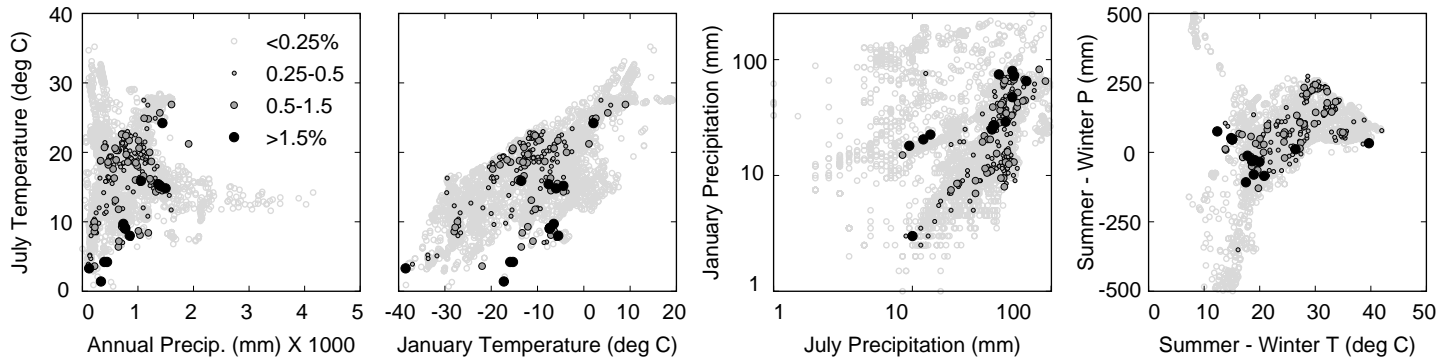 July Temperature (deg C)
40
30
20
10
0
<0.25%
0.25-0.5
0.5-1.5
>1.5%
0 1 2 3 4 5
Annual Precip. (mm) X 1000
-40 -30 -20 -10 0 10 20
January Temperature (deg C)
January Precipitation (mm)
100
10
1
1 10 100
July Precipitation (mm)
Summer - Winter P (mm)
500
250
0
-250
-500
0 10 20 30 40 50
Summer - Winter T (deg C)